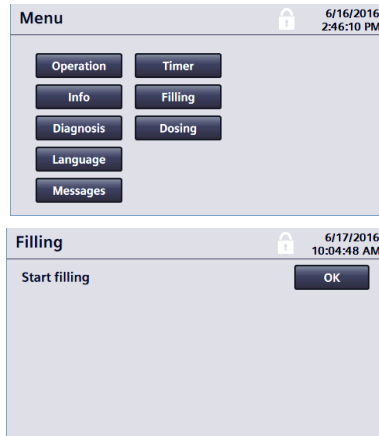 Menu
6/16/2016
2:46:10 PM
Operation
Timer
Info
Filling
Diagnosis
Dosing
Language
Messages
Filling
6/17/2016
10:04:48 AM
Start filling
OK